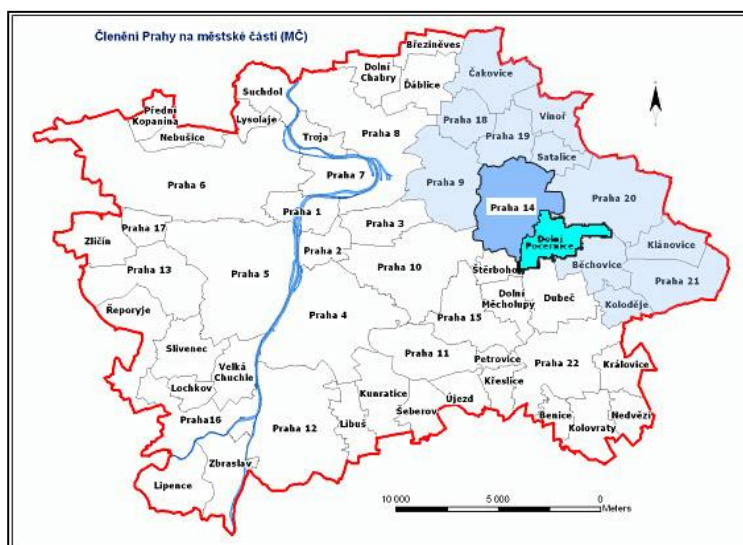 Členění Prahy na městské části (MČ)
Březiněves
Dolní
Chabry
Ďáblice
Čakovice
Suchdol
Přední
Kopanina
Lysolaje
Nebušice
Troja
Praha 8
Praha 18
Praha 19
Vinoř
Satalice
Praha 6
Praha 7
Praha 9
Praha 14
Praha 20
Praha 1
Praha 3
Praha 2
Zličín
Praha 17
Praha 13
Praha 5
Praha 10
Dolní
Počernice
Klánovice
Štěrboholy
Běchovice
Praha 21
Řeporyje
Dolní
Měcholupy
Dubeč
Koloděje
Praha 4
Praha 15
Slivenec
Velká
Chuchle
Praha 11
Petrovice
Praha 22
Královice
Lochkov
Kunratice
Křeslice
Újezd
Šeberov
Praha16
Praha 12
Libuš
Benice
Kolovraty
Nedvězí
Zbraslav
Lipence
10 000
5 000
0
Meters